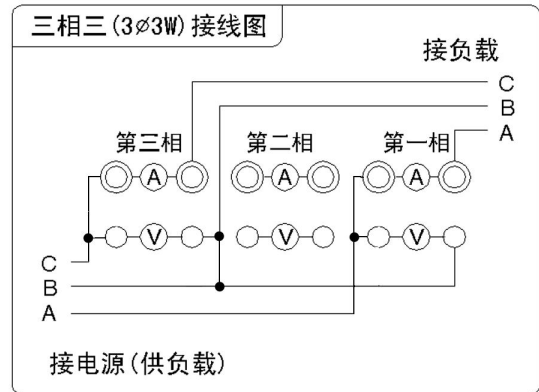 三相三(3ø3W)接线图
接负载
C
B
A
第三相 第二相 第一相
A A A
V V V
C
B
A
接电源(供负载)